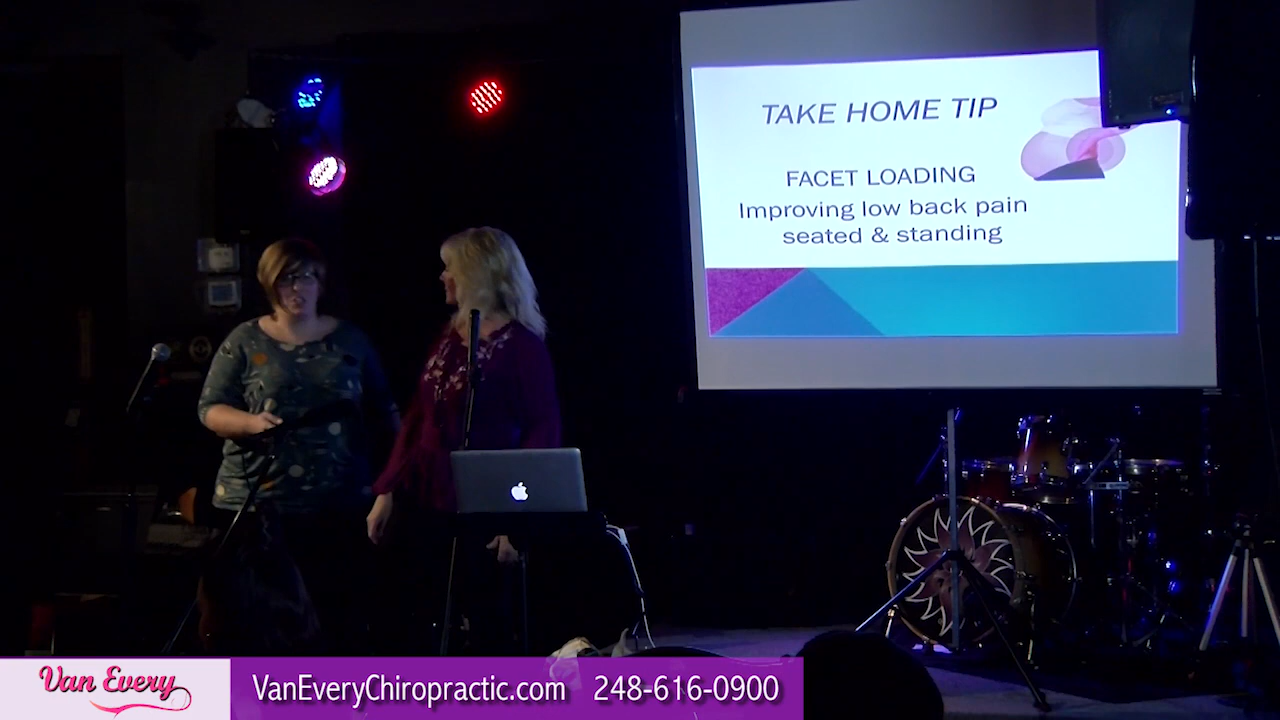 TAKE HOME TIP
FACET LOADING
Improving low back pain
seated & standing
Van Every
VanEveryChiropractic.com 248-616-0900